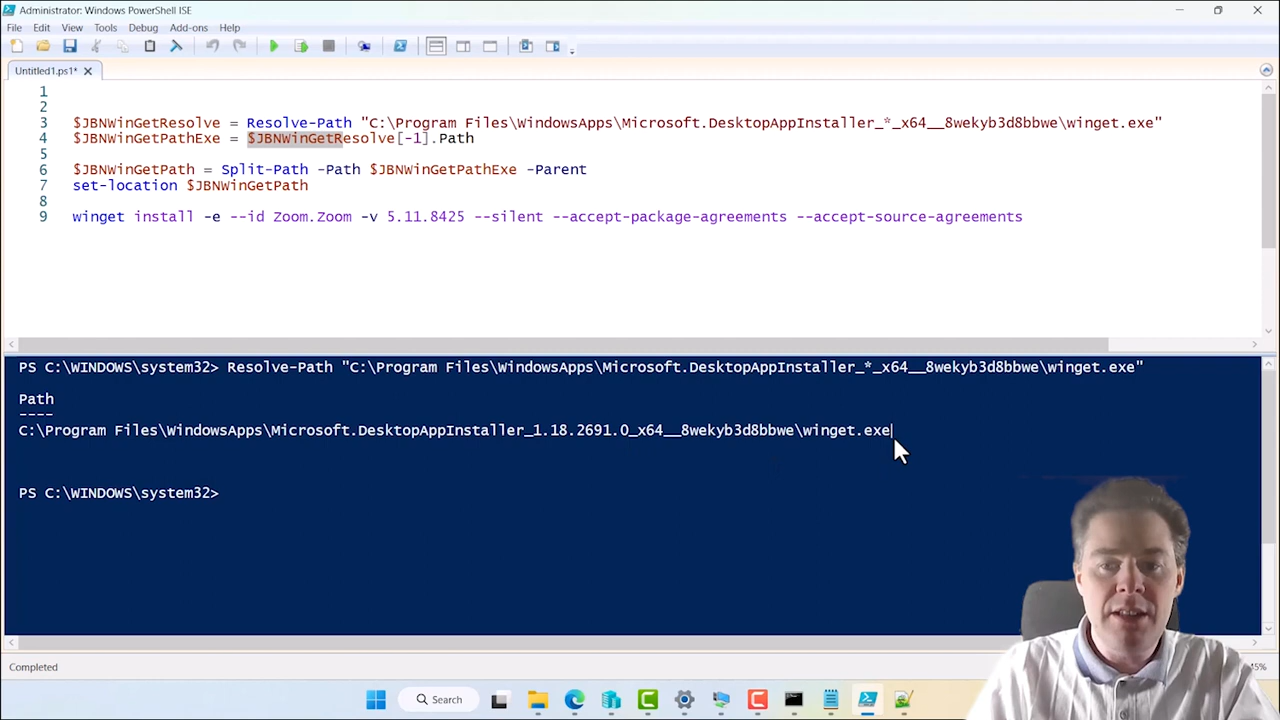 Administrator: Windows PowerShell ISE
File Edit View Tools Debug Add-ons Help
Untitled1.ps1*
1
2
3 $JBNWinGetResolve = Resolve-Path "C:\Program Files\WindowsApps\Microsoft.DesktopAppInstaller_*_x64__8wekyb3d8bbwe\winget.exe"
4 $JBNWinGetPathExe = $JBNWinGetResolve[-1].Path
5
6 $JBNWinGetPath = Split-Path -Path $JBNWinGetPathExe -Parent
7 set-location $JBNWinGetPath
8
9 winget install -e --id Zoom.Zoom -v 5.11.8425 --silent --accept-package-agreements --accept-source-agreements
PS C:\WINDOWS\system32> Resolve-Path "C:\Program Files\WindowsApps\Microsoft.DesktopAppInstaller_*_x64__8wekyb3d8bbwe\winget.exe"
Path
----
C:\Program Files\WindowsApps\Microsoft.DesktopAppInstaller_1.18.2691.0_x64__8wekyb3d8bbwe\winget.exe
PS C:\WINDOWS\system32>
Completed
Search